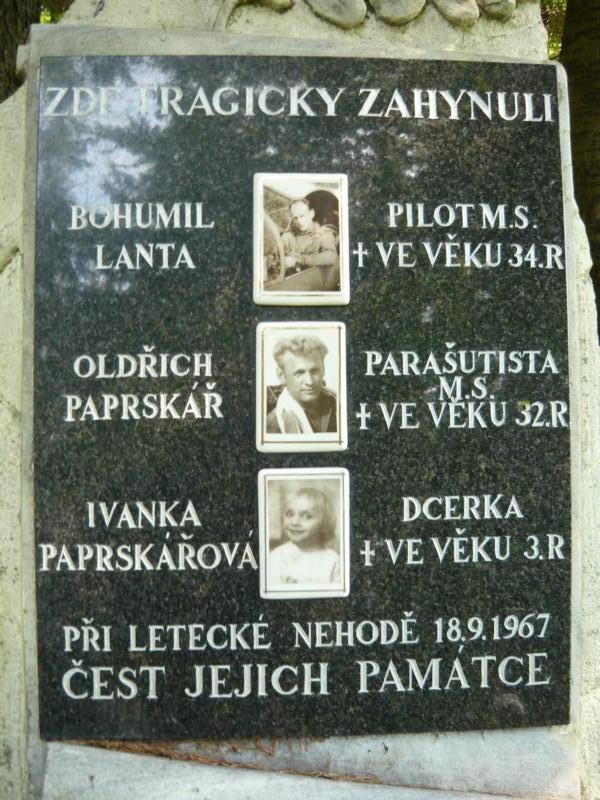 ZDE TRAGICKY ZAHYNULI
BOHUMIL
LANTA
PILOT M.S.
† VE VĚKU 34.R
OLDŘICH
PAPRSKÁŘ
PARAŠUTISTA
M.S.
† VE VĚKU 32.R
IVANKA
PAPRSKÁŘOVÁ
DCERKA
† VE VĚKU 3.R
PŘI LETECKÉ NEHODĚ 18.9.1967
ČEST JEJICH PAMÁTCE